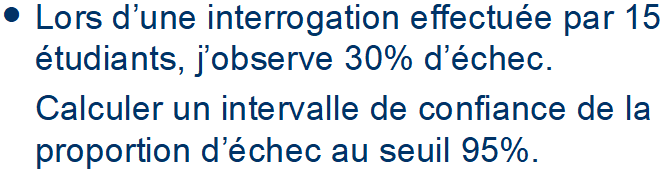 • Lors d'une interrogation effectuée par 15
étudiants, j'observe 30% d'échec.
Calculer un intervalle de confiance de la
proportion d'échec au seuil 95%.